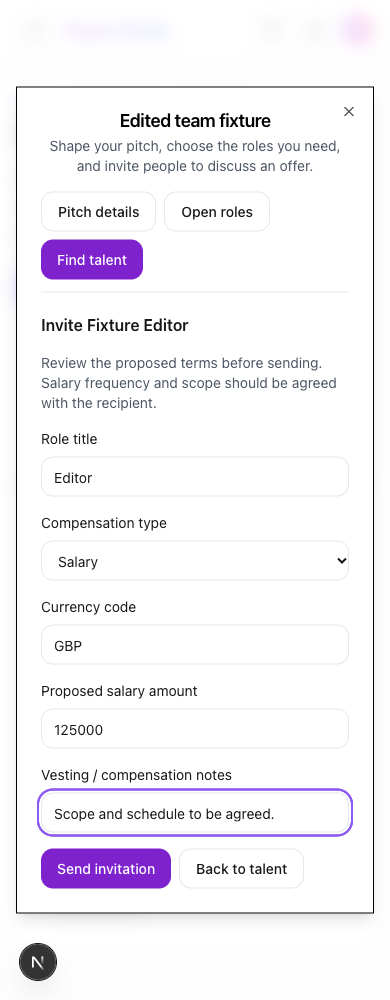 Edited team fixture
Shape your pitch, choose the roles you need,
and invite people to discuss an offer.
Pitch details
Open roles
Find talent
Invite Fixture Editor
Review the proposed terms before sending.
Salary frequency and scope should be agreed
with the recipient.
Role title
Editor
Compensation type
Salary
Currency code
GBP
Proposed salary amount
125000
Vesting / compensation notes
Scope and schedule to be agreed.
Send invitation
Back to talent
N